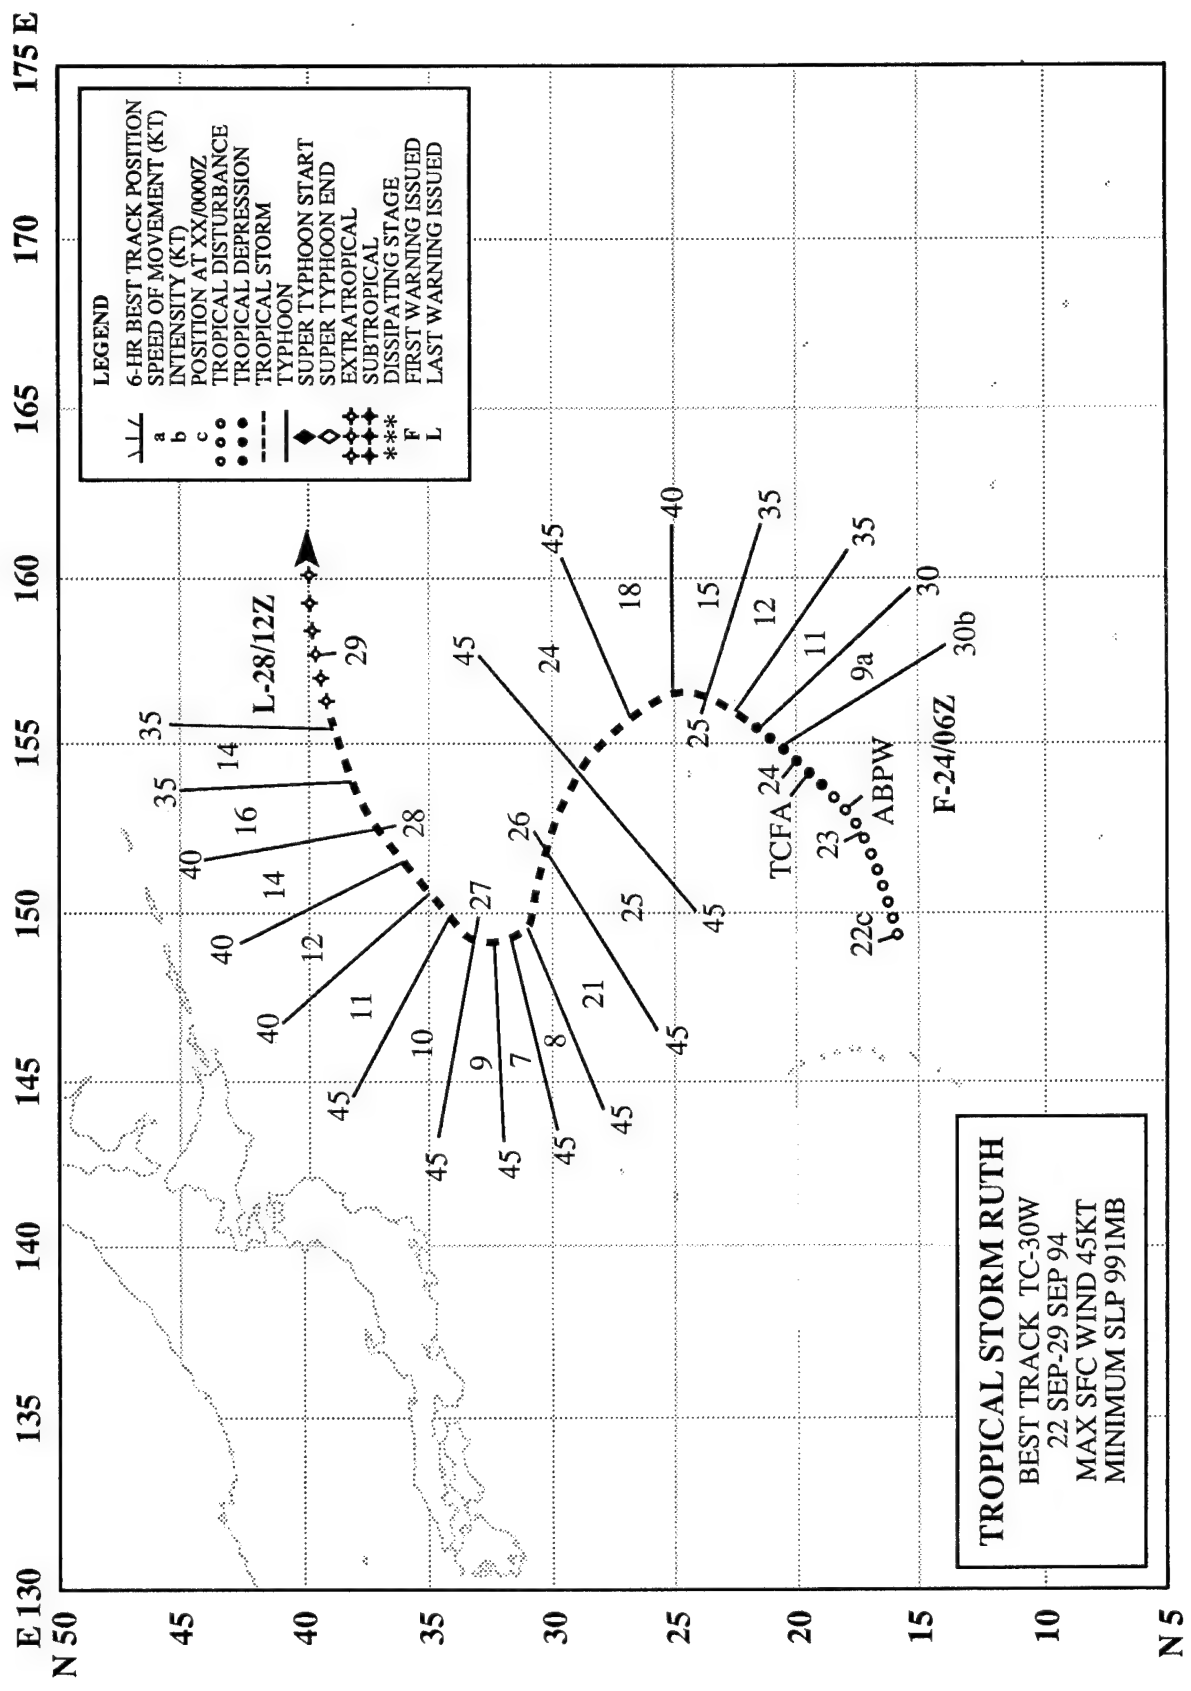 E 130
135
140
145
150
155
160
165
170
175 E
N 50
45
40
35
30
25
20
15
10
N 5
LEGEND
6-HR BEST TRACK POSITION
a SPEED OF MOVEMENT (KT)
b INTENSITY (KT)
c POSITION AT XX/0000Z
TROPICAL DISTURBANCE
TROPICAL DEPRESSION
TROPICAL STORM
TYPHOON
SUPER TYPHOON START
SUPER TYPHOON END
EXTRATROPICAL
SUBTROPICAL
*** DISSIPATING STAGE
F FIRST WARNING ISSUED
L LAST WARNING ISSUED
L-28/12Z
29
35
14
35
16
40
28
14
40
12
40
11
45
10
45
27
9
45
7
45
8
45
21
45
26
25
45
45
24
45
18
40
15
35
25
12
35
11
30
9a
30b
F-24/06Z
24
TCFA
ABPW
23
22c
TROPICAL STORM RUTH
BEST TRACK TC-30W
22 SEP-29 SEP 94
MAX SFC WIND 45KT
MINIMUM SLP 991MB